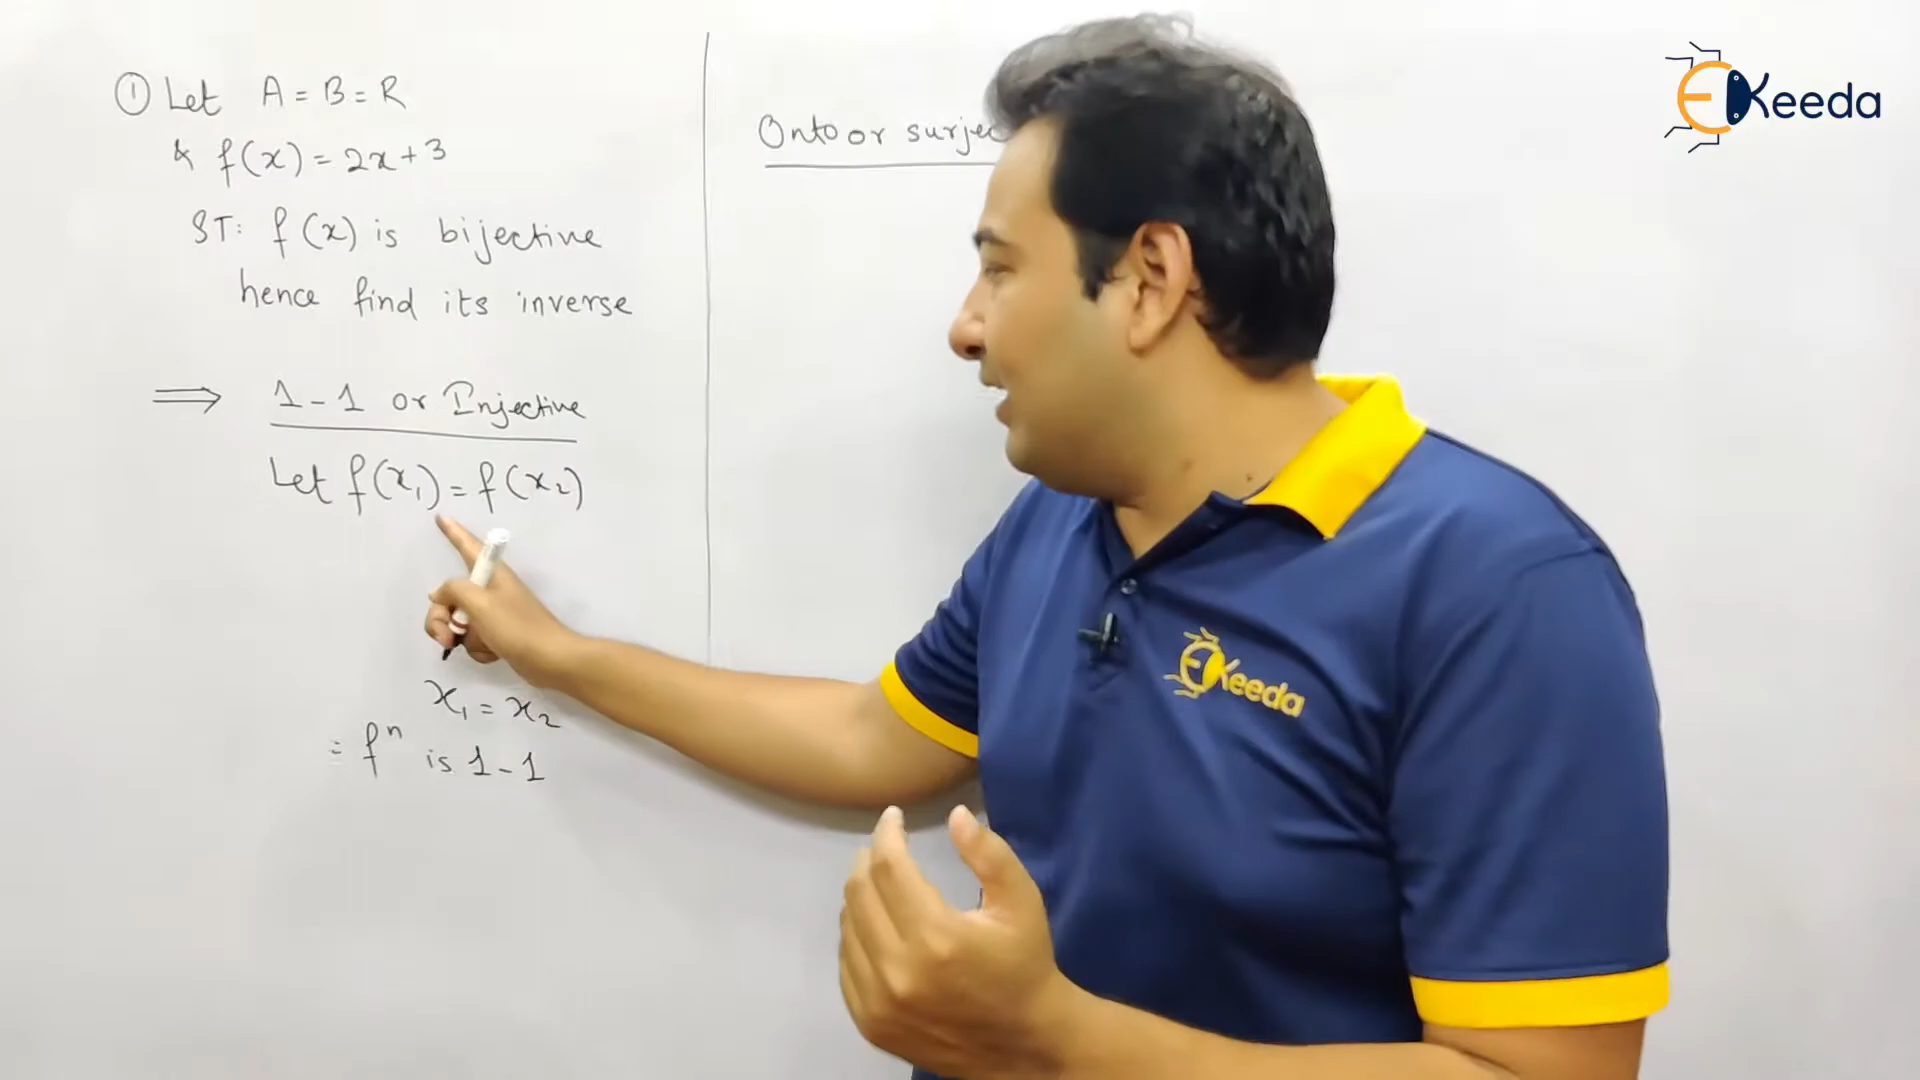 ① Let A = B = R
& f(x) = 2x + 3
ST: f(x) is bijective
hence find its inverse
⟹ 1-1 or Injective
Let f(x₁) = f(x₂)
x₁ = x₂
= fⁿ is 1-1
Onto or surjec
EKeeda
EKeeda